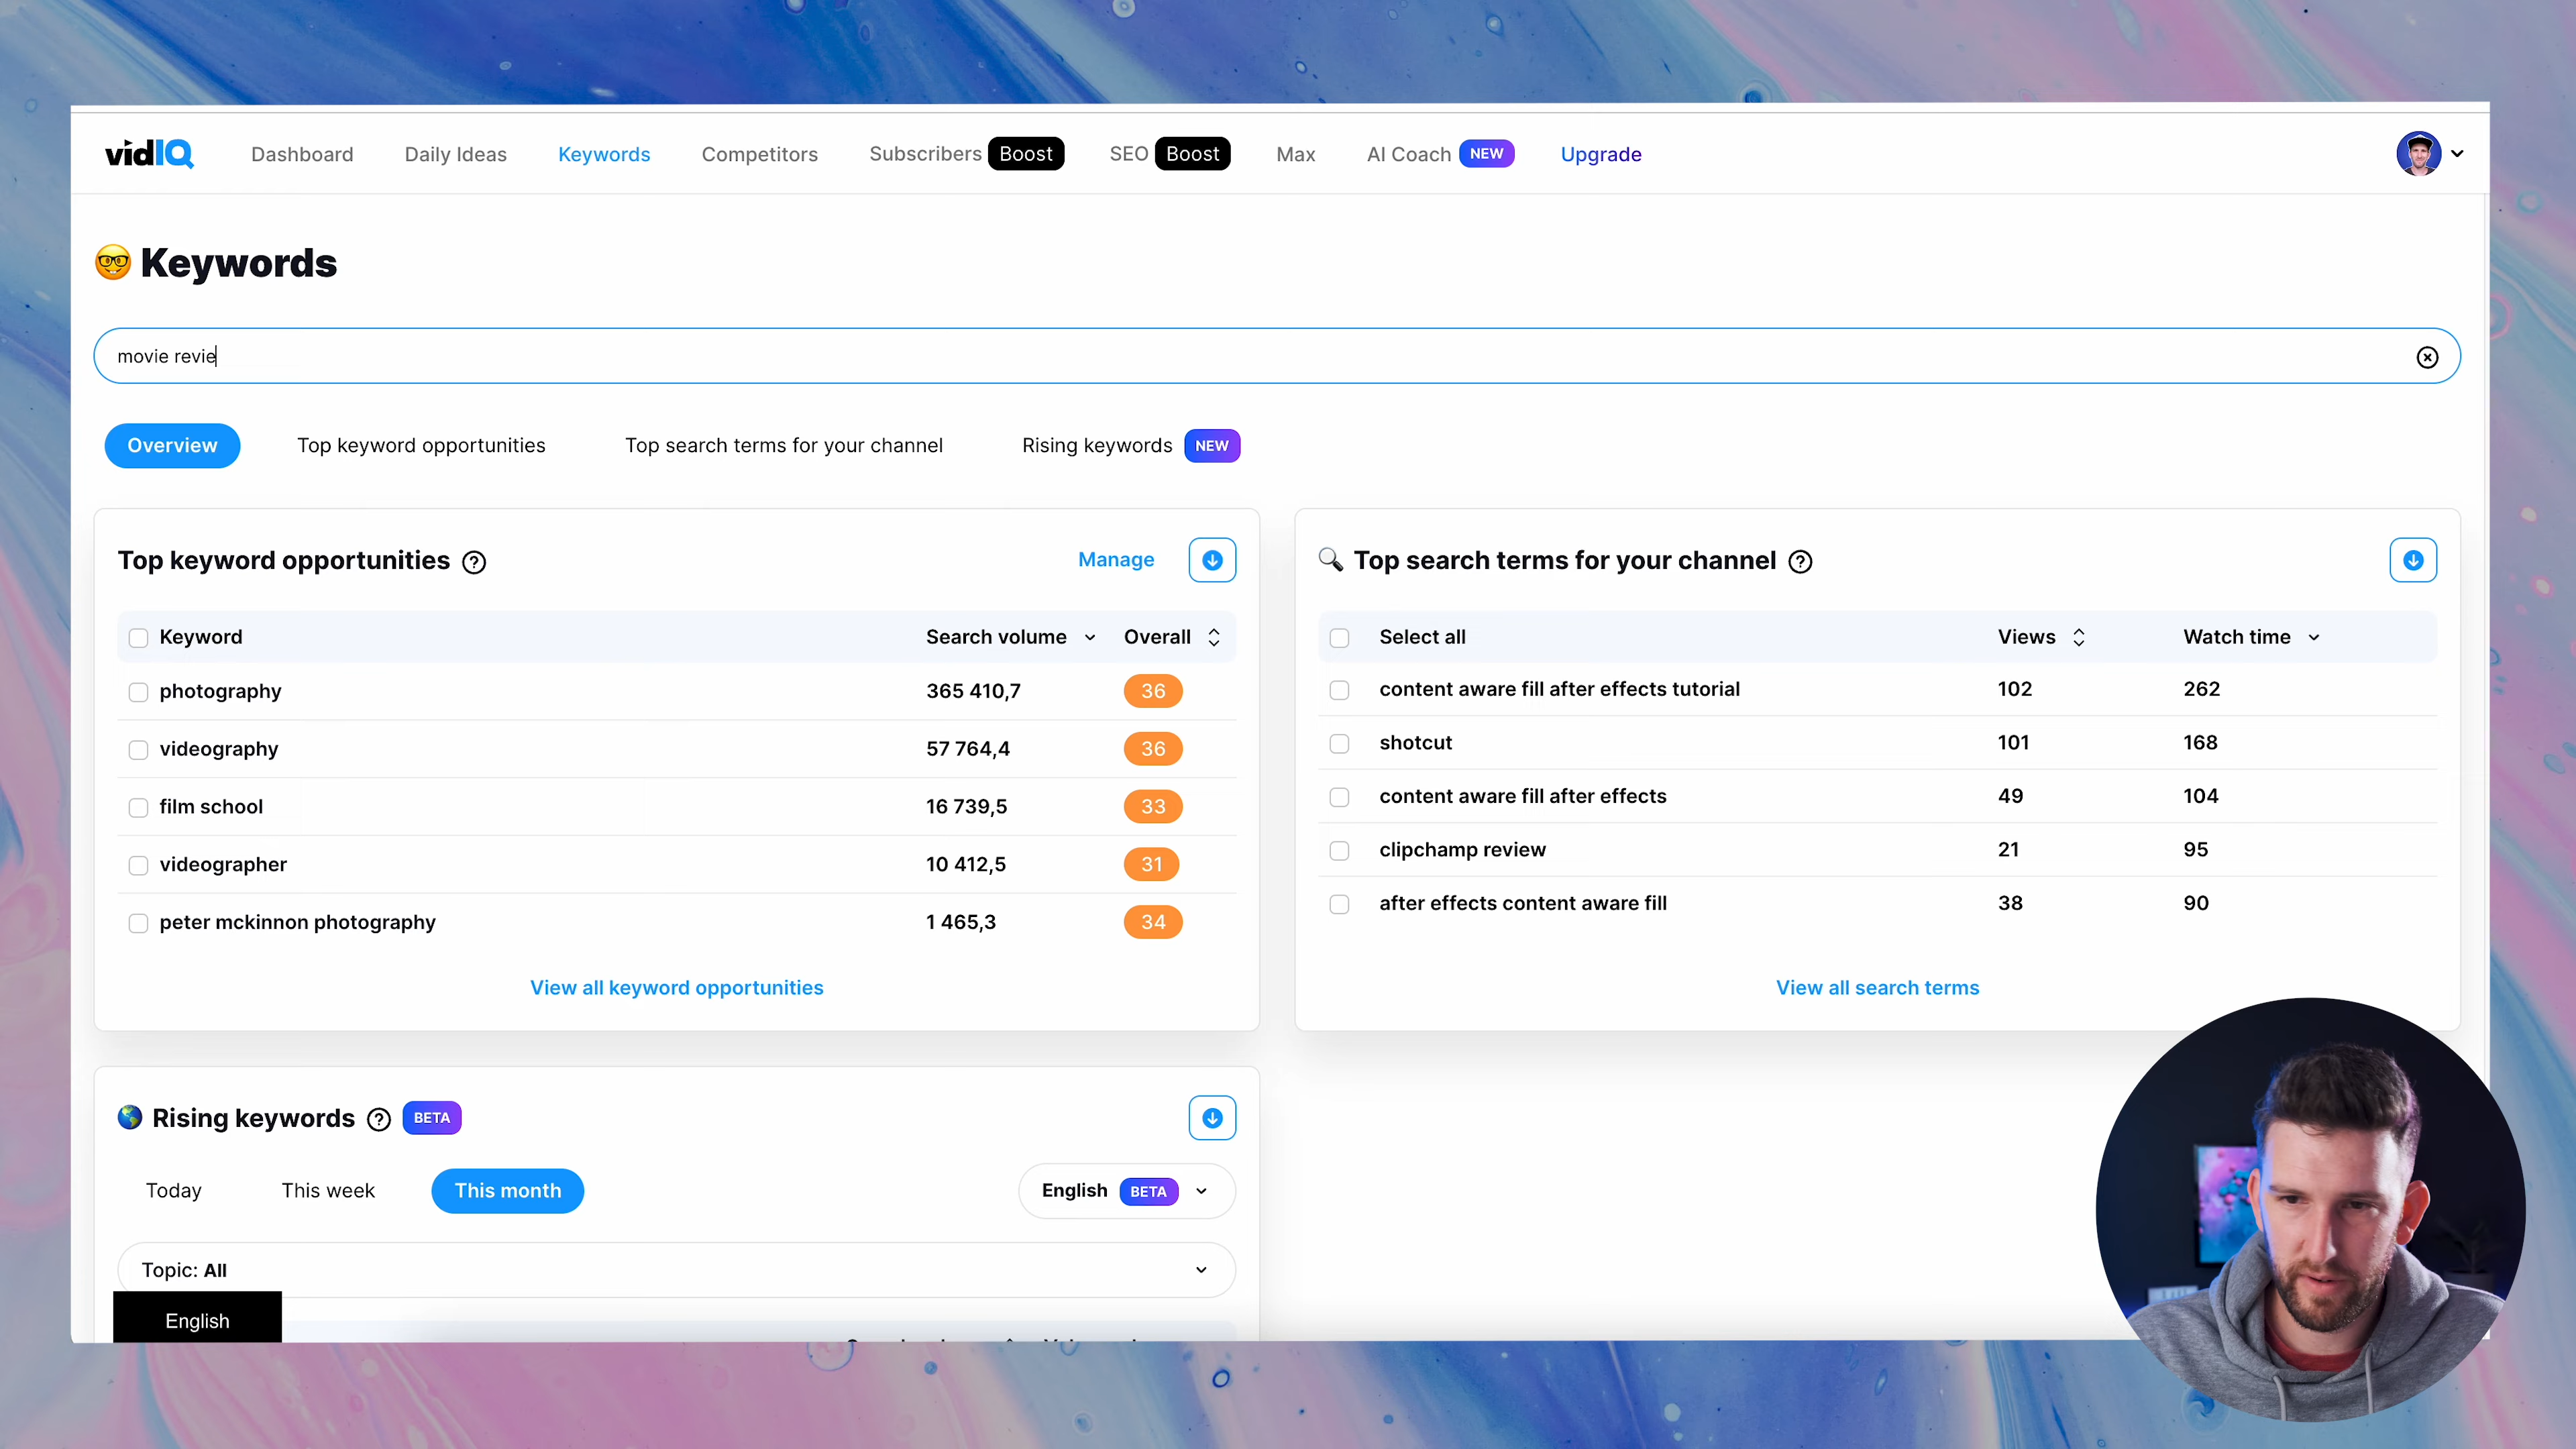 vidIQ Dashboard Daily Ideas Keywords Competitors Subscribers Boost SEO Boost Max AI Coach NEW Upgrade
Keywords
movie revie
Overview Top keyword opportunities Top search terms for your channel Rising keywords NEW
Top keyword opportunities ? Manage
Keyword Search volume Overall
photography 365 410,7 36
videography 57 764,4 36
film school 16 739,5 33
videographer 10 412,5 31
peter mckinnon photography 1 465,3 34
View all keyword opportunities
Top search terms for your channel ?
Select all Views Watch time
content aware fill after effects tutorial 102 262
shotcut 101 168
content aware fill after effects 49 104
clipchamp review 21 95
after effects content aware fill 38 90
View all search terms
Rising keywords ? BETA
Today This week This month English BETA
Topic: All
English